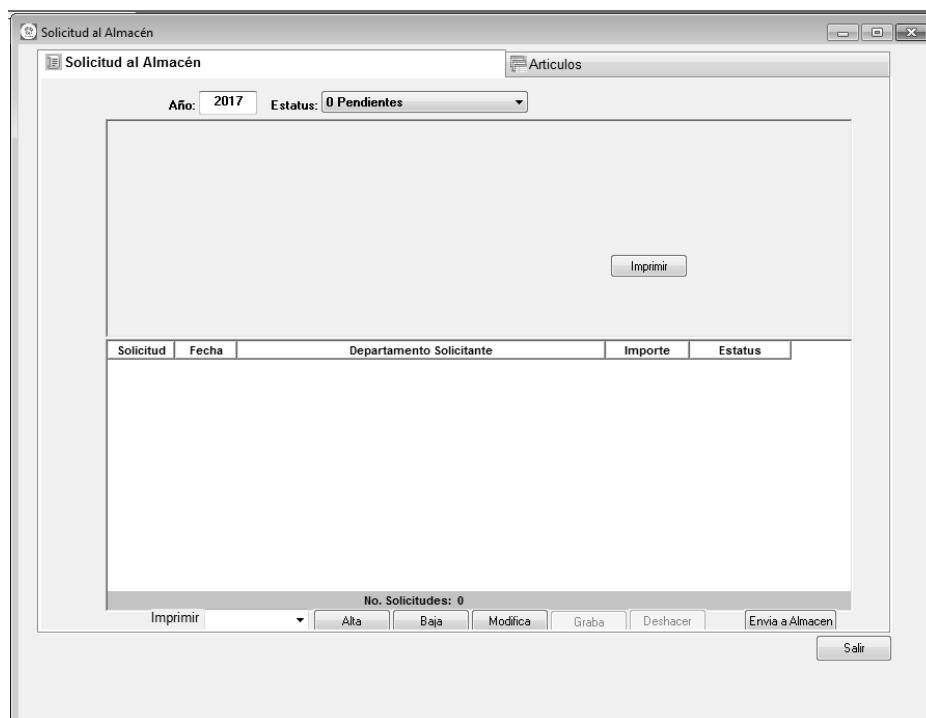 Solicitud al Almacén
Solicitud al Almacén Articulos
Año: 2017 Estatus: 0 Pendientes
Imprimir
Solicitud Fecha Departamento Solicitante Importe Estatus
No. Solicitudes: 0
Imprimir Alta Baja Modifica Graba Deshacer Envia a Almacen
Salir